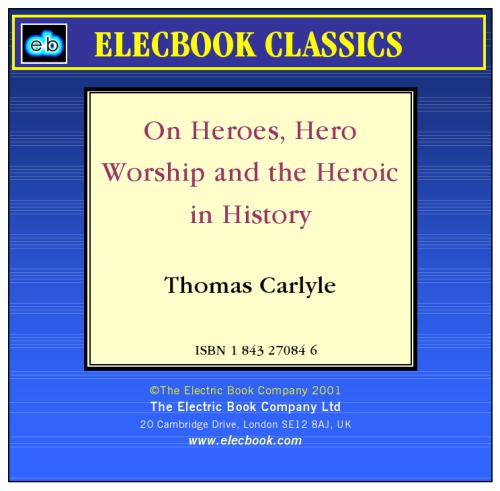 eb
ELECBOOK CLASSICS
On Heroes, Hero
Worship and the Heroic
in History
Thomas Carlyle
ISBN 1 843 27084 6
©The Electric Book Company 2001
The Electric Book Company Ltd
20 Cambridge Drive, London SE12 8AJ, UK
www.elecbook.com